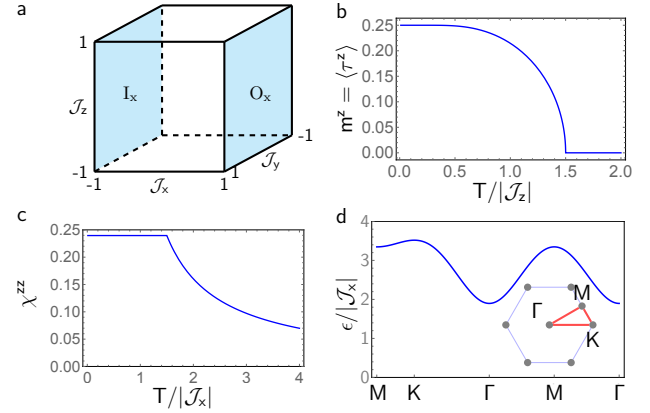 a
1
I_x
O_x
𝒥_z
-1
-1
-1
𝒥_x
1
1
𝒥_y
b
m^z = ⟨τ^z⟩
0.25
0.20
0.15
0.10
0.05
0.00
0.0 0.5 1.0 1.5 2.0
T/|𝒥_z|
c
χ^zz
0.25
0.20
0.15
0.10
0.05
0.00
0 1 2 3 4
T/|𝒥_x|
d
ϵ/|𝒥_x|
4
3
2
1
0
Γ
M
K
M K Γ M Γ